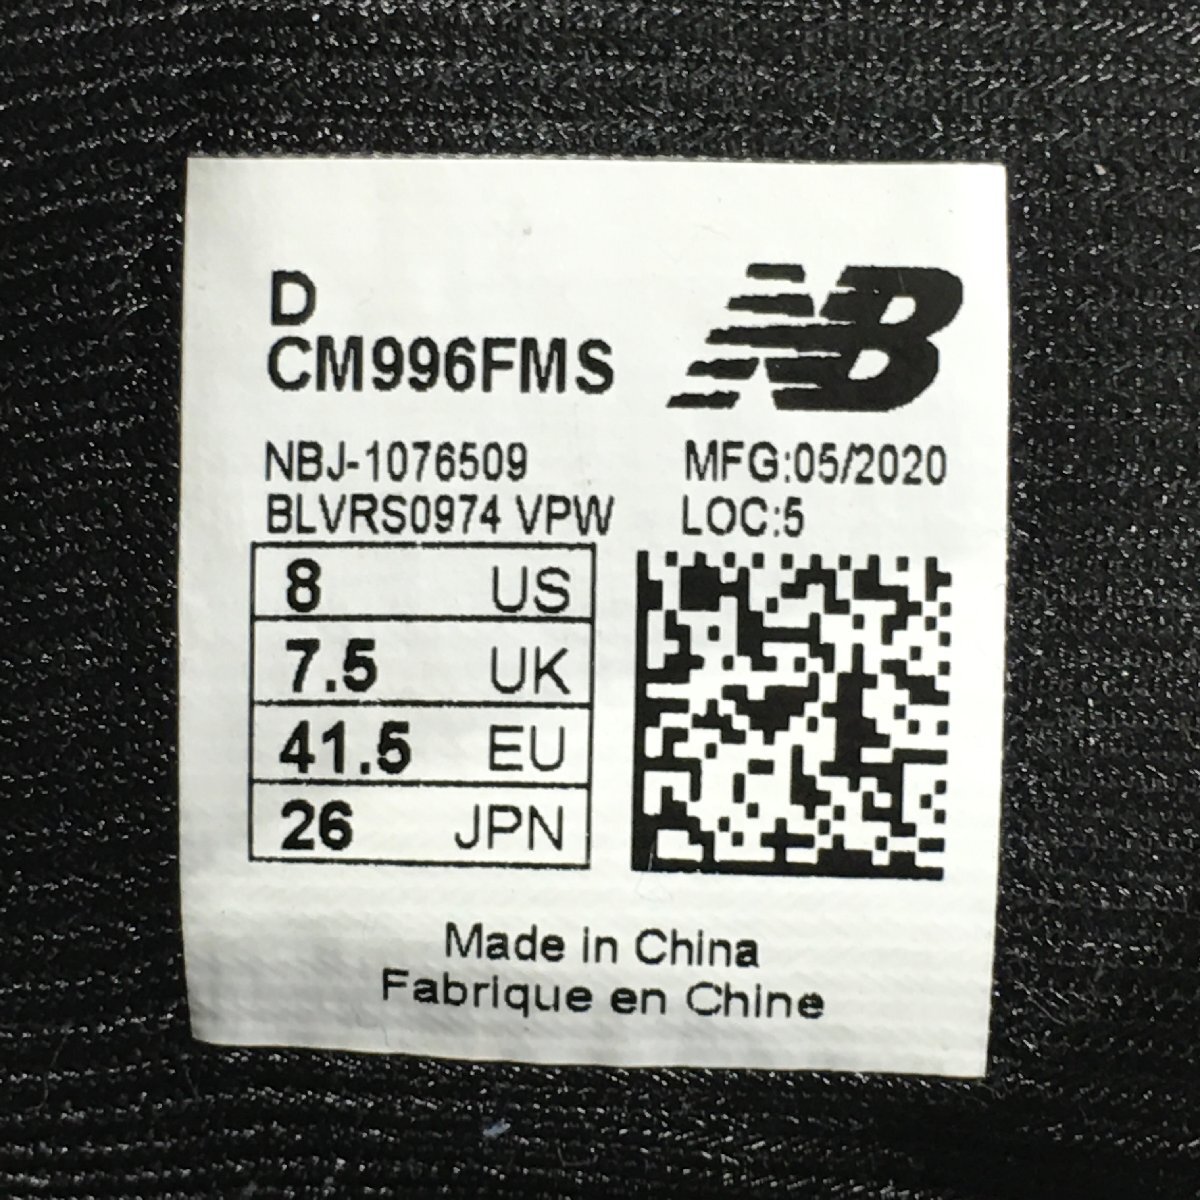 D
CM996FMS
NB
NBJ-1076509 MFG:05/2020
BLVRS0974 VPW LOC:5
8 US
7.5 UK
41.5 EU
26 JPN
Made in China
Fabrique en Chine